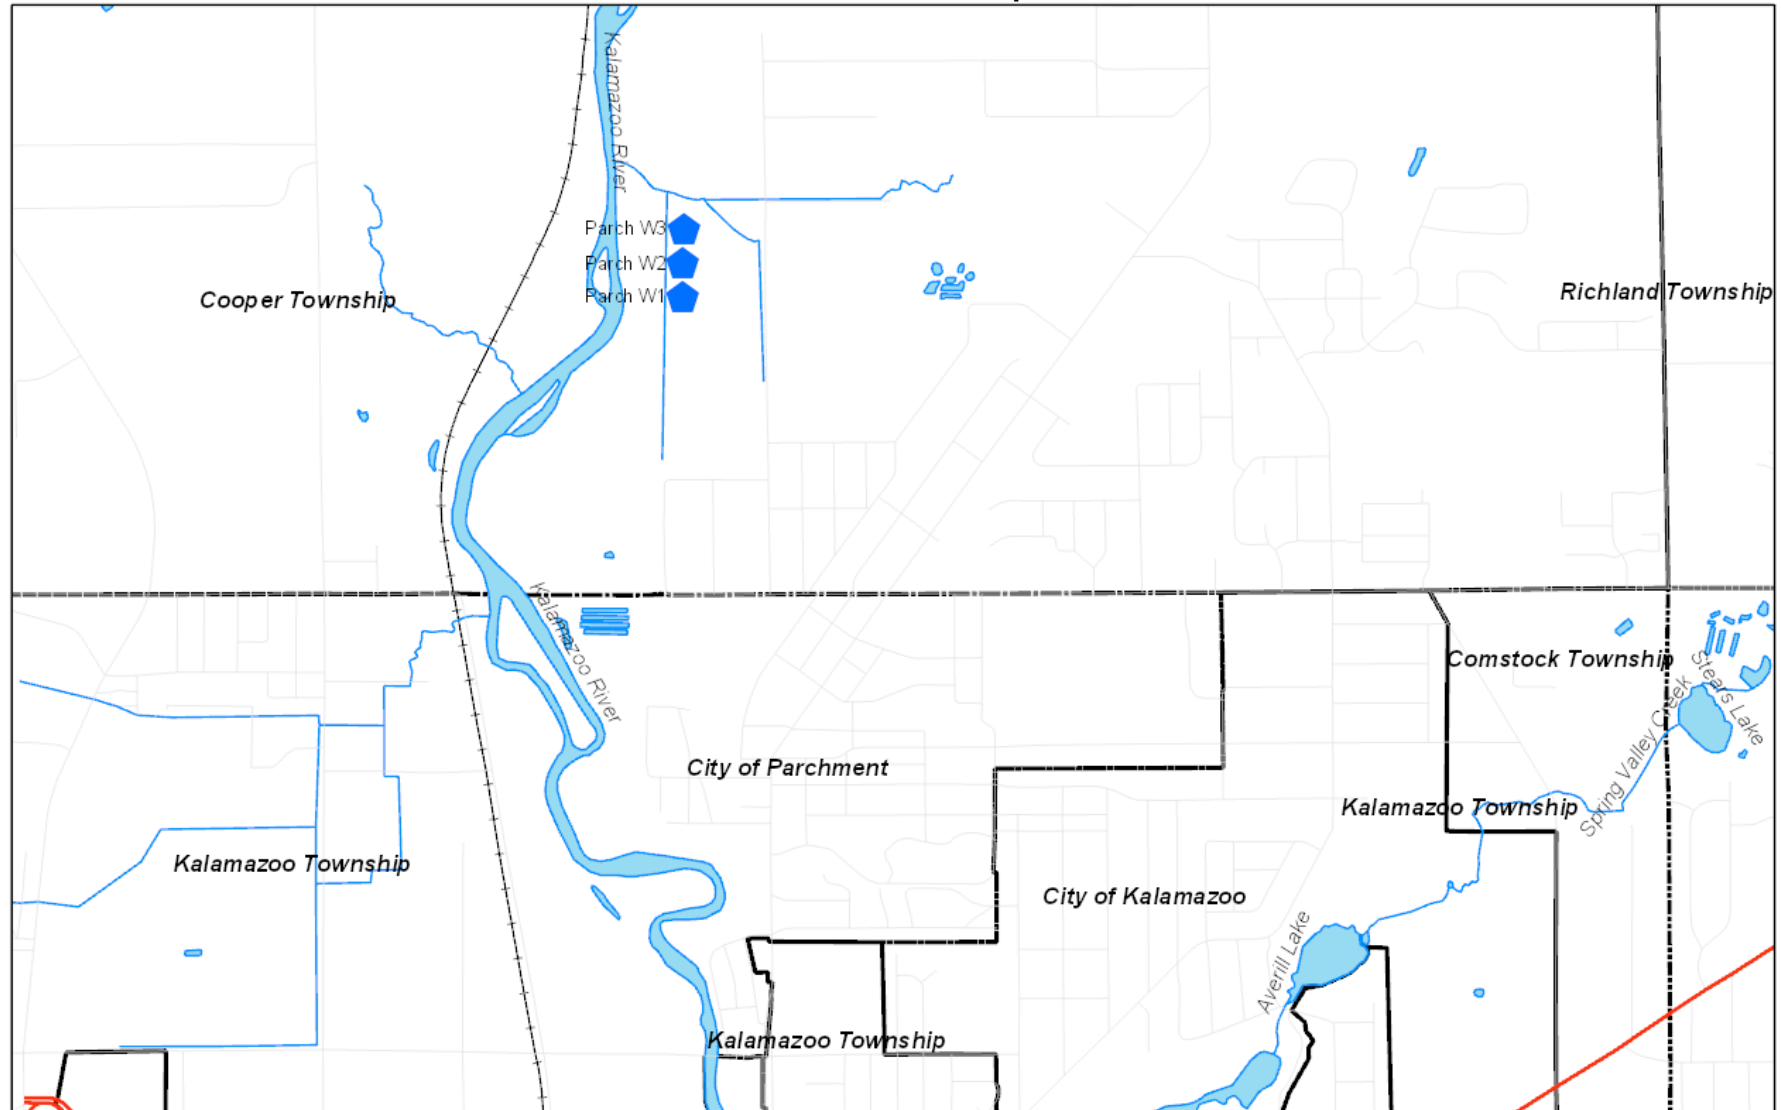 Kalamazoo River
Parch W3
Parch W2
Parch W1
Cooper Township
Richland Township
Kalamazoo River
Comstock Township
Stears Lake
Spring Valley Creek
City of Parchment
Kalamazoo Township
Kalamazoo Township
City of Kalamazoo
Averill Lake
Kalamazoo Township